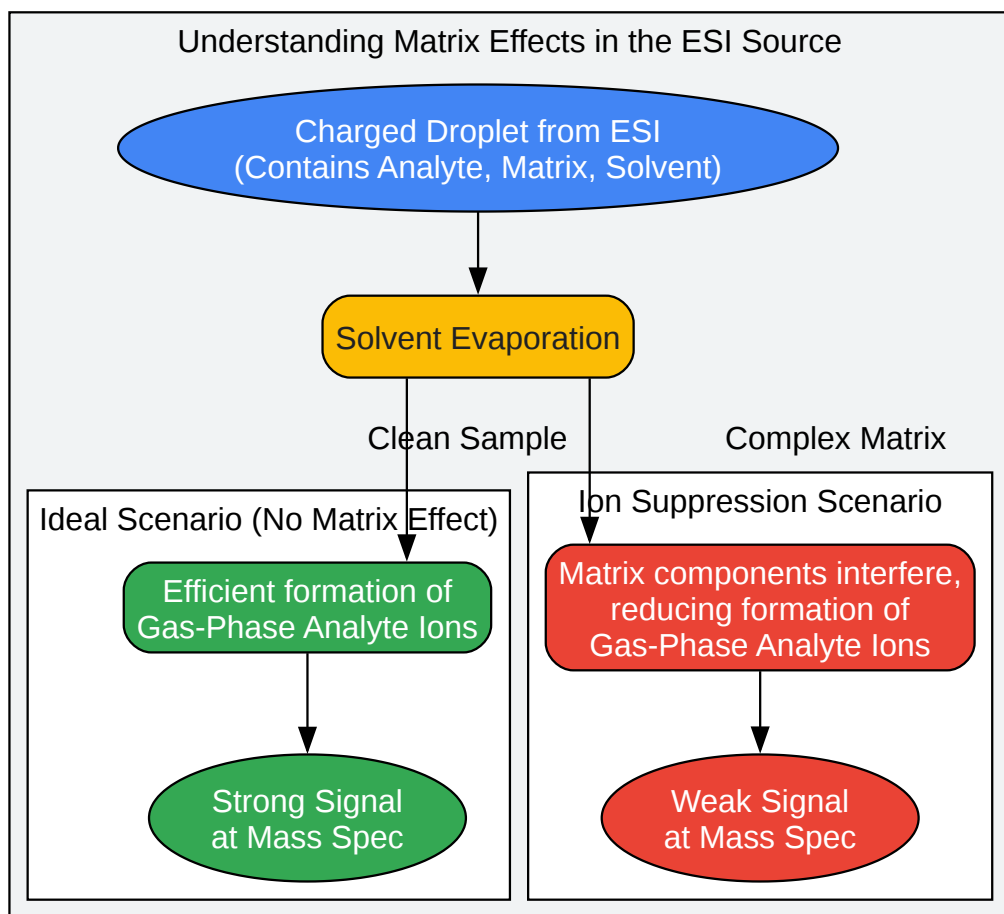 Understanding Matrix Effects in the ESI Source
Charged Droplet from ESI
(Contains Analyte, Matrix, Solvent)
Solvent Evaporation
Clean Sample
Complex Matrix
Ideal Scenario (No Matrix Effect)
Efficient formation of
Gas-Phase Analyte Ions
Strong Signal
at Mass Spec
Ion Suppression Scenario
Matrix components interfere,
reducing formation of
Gas-Phase Analyte Ions
Weak Signal
at Mass Spec